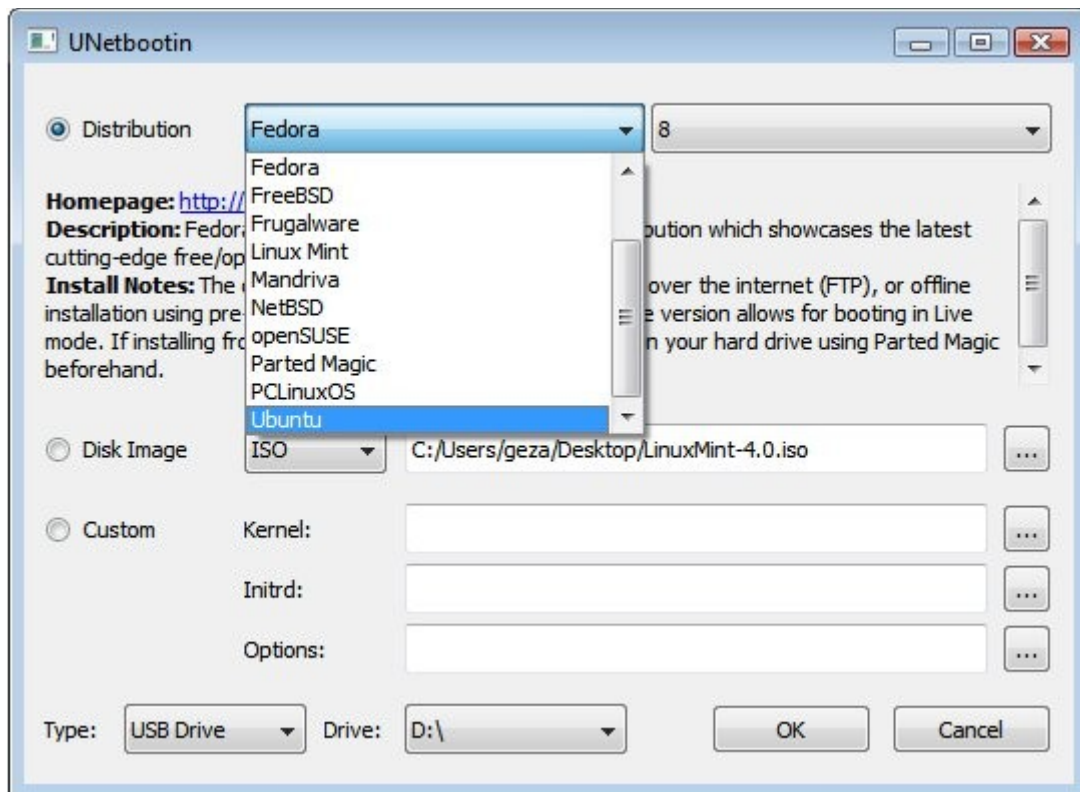 UNetbootin
Distribution Fedora 8
Fedora
FreeBSD
Frugalware
Linux Mint
Mandriva
NetBSD
openSUSE
Parted Magic
PCLinuxOS
Ubuntu
Homepage: http://
Description: Fedor bution which showcases the latest
cutting-edge free/op
Install Notes: The over the internet (FTP), or offline
installation using pre- e version allows for booting in Live
mode. If installing fro n your hard drive using Parted Magic
beforehand.
Disk Image ISO C:/Users/geza/Desktop/LinuxMint-4.0.iso ...
Custom Kernel: ...
Initrd: ...
Options: ...
Type: USB Drive Drive: D:\ OK Cancel